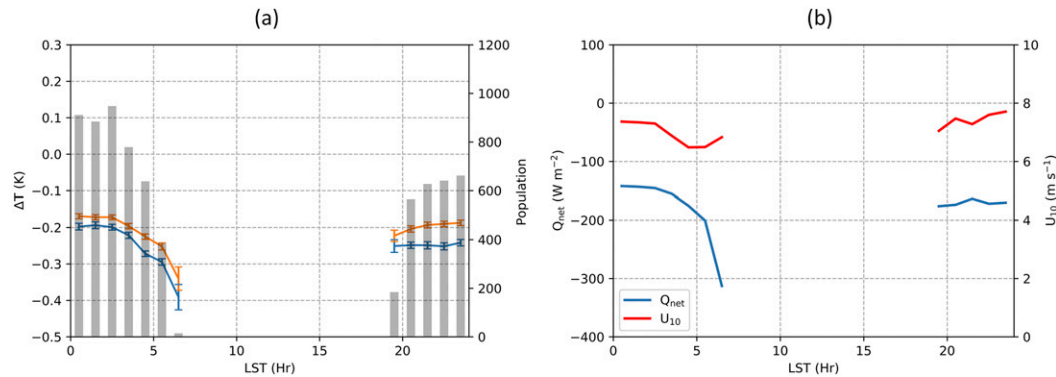 (a)
0.3
0.2
0.1
0.0
−0.1
−0.2
−0.3
−0.4
−0.5
ΔT (K)
1200
1000
800
600
400
200
0
Population
0 5 10 15 20
LST (Hr)
(b)
100
0
−100
−200
−300
−400
Qnet (W m−2)
10
8
6
4
2
0
U10 (m s−1)
Qnet
U10
0 5 10 15 20
LST (Hr)